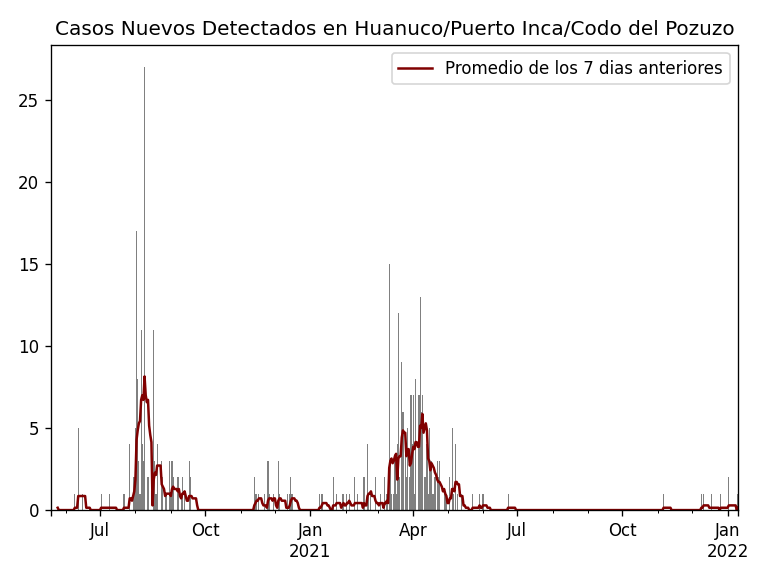 Casos Nuevos Detectados en Huanuco/Puerto Inca/Codo del Pozuzo
Promedio de los 7 dias anteriores
25
20
15
10
5
0
Jul Oct Jan Apr Jul Oct Jan
2021 2022